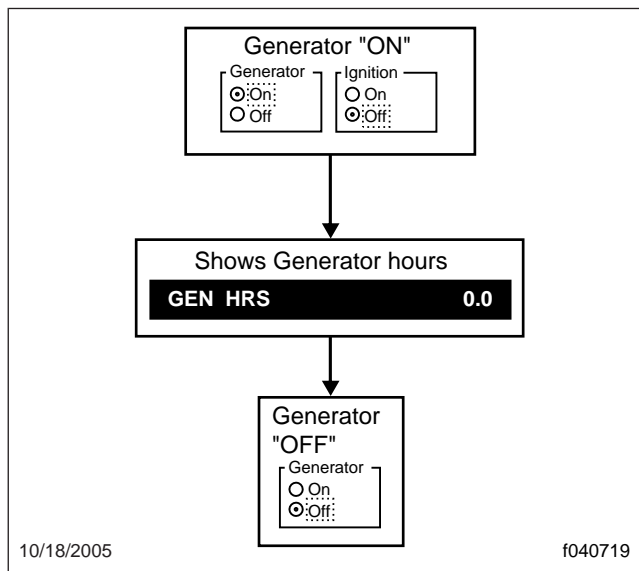 Generator "ON"
Generator Ignition
On On
Off Off
Shows Generator hours
GEN HRS 0.0
Generator
"OFF"
Generator
On
Off
10/18/2005 f040719